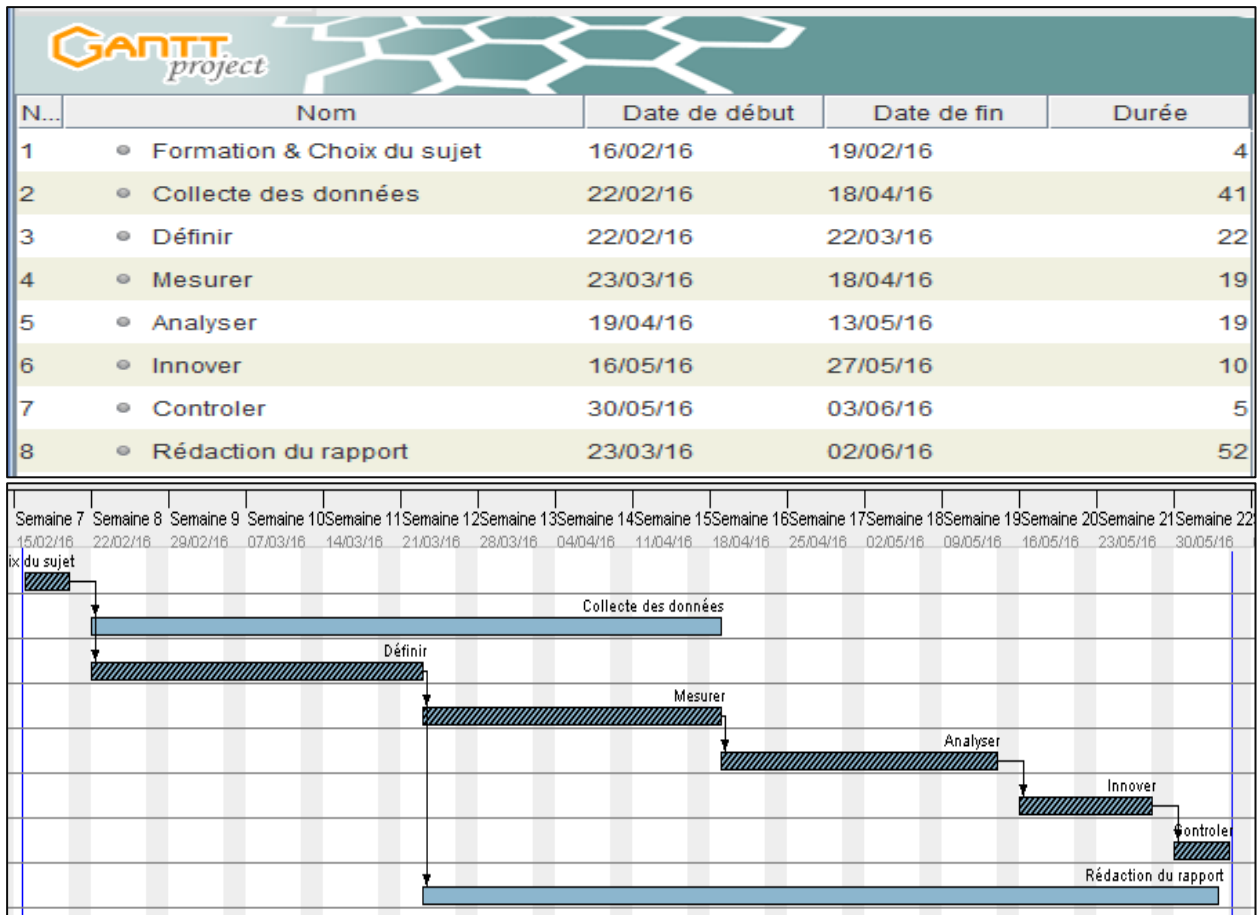 GANTT
project
N... Nom Date de début Date de fin Durée
1 Formation & Choix du sujet 16/02/16 19/02/16 4
2 Collecte des données 22/02/16 18/04/16 41
3 Définir 22/02/16 22/03/16 22
4 Mesurer 23/03/16 18/04/16 19
5 Analyser 19/04/16 13/05/16 19
6 Innover 16/05/16 27/05/16 10
7 Controler 30/05/16 03/06/16 5
8 Rédaction du rapport 23/03/16 02/06/16 52
Semaine 7 Semaine 8 Semaine 9 Semaine 10 Semaine 11 Semaine 12 Semaine 13 Semaine 14 Semaine 15 Semaine 16 Semaine 17 Semaine 18 Semaine 19 Semaine 20 Semaine 21 Semaine 22
15/02/16 22/02/16 29/02/16 07/03/16 14/03/16 21/03/16 28/03/16 04/04/16 11/04/16 18/04/16 25/04/16 02/05/16 09/05/16 16/05/16 23/05/16 30/05/16
ix du sujet
Collecte des données
Définir
Mesurer
Analyser
Innover
Controler
Rédaction du rapport